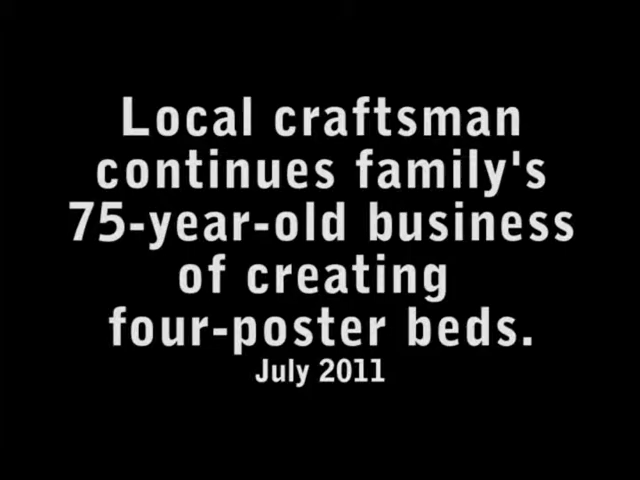 Local craftsman
continues family's
75-year-old business
of creating
four-poster beds.
July 2011